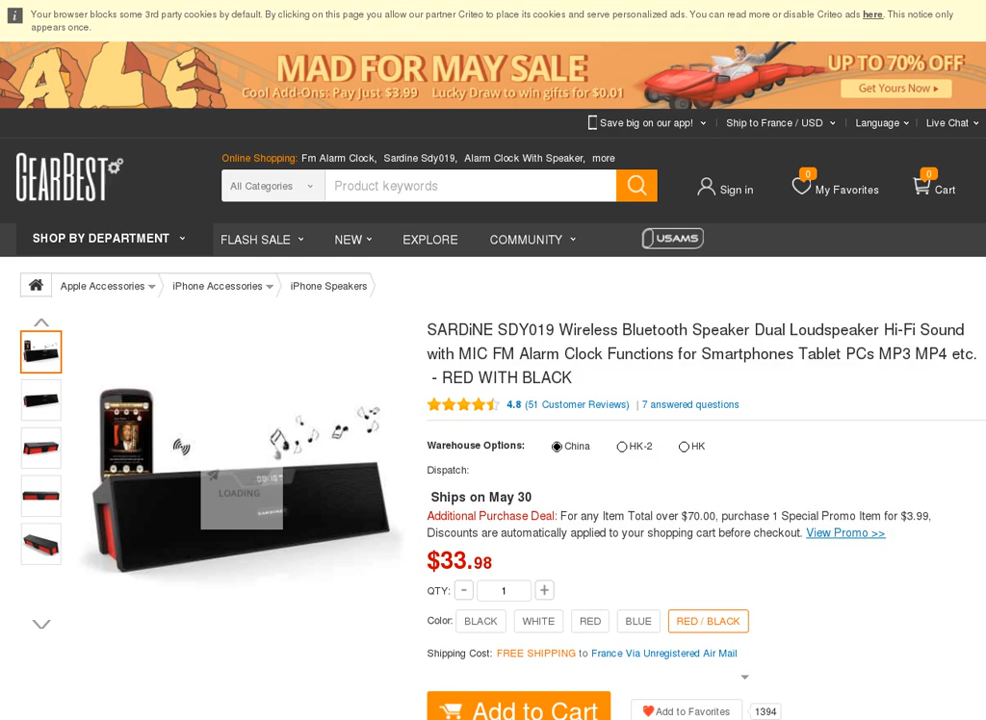 Your browser blocks some 3rd party cookies by default. By clicking on this page you allow our partner Criteo to place its cookies and serve personalized ads. You can read more or disable Criteo ads here. This notice only
appears once.
ALE
MAD FOR MAY SALE
Cool Add-Ons: Pay Just $3.99 Lucky Draw to win gifts for $0.01
UP TO 70% OFF
Get Yours Now
Save big on our app! | Ship to France / USD | Language | Live Chat
GEARBEST
Online Shopping: Fm Alarm Clock, Sardine Sdy019, Alarm Clock With Speaker, more
All Categories Product keywords
Sign in 0 My Favorites 0 Cart
SHOP BY DEPARTMENT FLASH SALE NEW EXPLORE COMMUNITY USAMS
Apple Accessories iPhone Accessories iPhone Speakers
SARDiNE SDY019 Wireless Bluetooth Speaker Dual Loudspeaker Hi-Fi Sound
with MIC FM Alarm Clock Functions for Smartphones Tablet PCs MP3 MP4 etc.
- RED WITH BLACK
4.8 (51 Customer Reviews) | 7 answered questions
Warehouse Options: China HK-2 HK
Dispatch:
LOADING
Ships on May 30
Additional Purchase Deal: For any Item Total over $70.00, purchase 1 Special Promo Item for $3.99,
Discounts are automatically applied to your shopping cart before checkout. View Promo >>
$33.98
QTY: - 1 +
Color: BLACK WHITE RED BLUE RED / BLACK
Shipping Cost: FREE SHIPPING to France Via Unregistered Air Mail
Add to Cart
Add to Favorites 1394